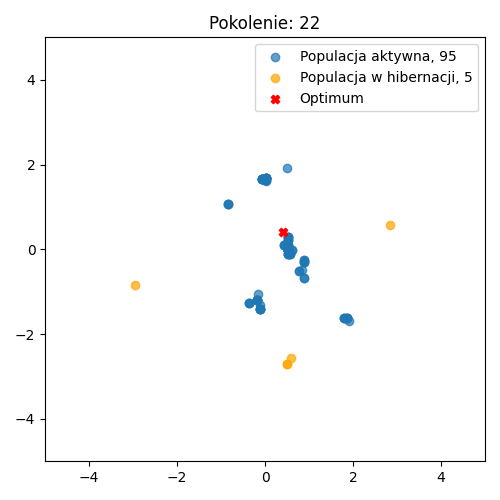 Pokolenie: 22
Populacja aktywna, 95
Populacja w hibernacji, 5
Optimum
4
2
0
−2
−4
−4 −2 0 2 4